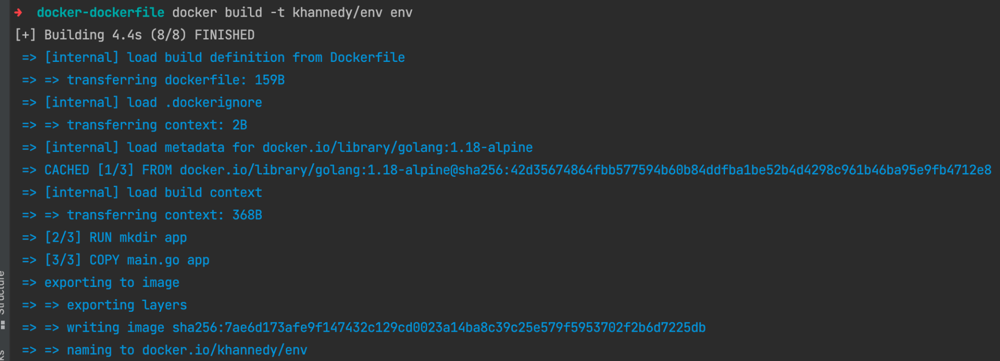 ➜ docker-dockerfile docker build -t khannedy/env env
[+] Building 4.4s (8/8) FINISHED
=> [internal] load build definition from Dockerfile
=> => transferring dockerfile: 159B
=> [internal] load .dockerignore
=> => transferring context: 2B
=> [internal] load metadata for docker.io/library/golang:1.18-alpine
=> CACHED [1/3] FROM docker.io/library/golang:1.18-alpine@sha256:42d35674864fbb577594b60b84ddfba1be52b4d4298c961b46ba95e9fb4712e8
=> [internal] load build context
=> => transferring context: 368B
=> [2/3] RUN mkdir app
=> [3/3] COPY main.go app
=> exporting to image
=> => exporting layers
=> => writing image sha256:7ae6d173afe9f147432c129cd0023a14ba8c39c25e579f5953702f2b6d7225db
=> => naming to docker.io/khannedy/env
Structure